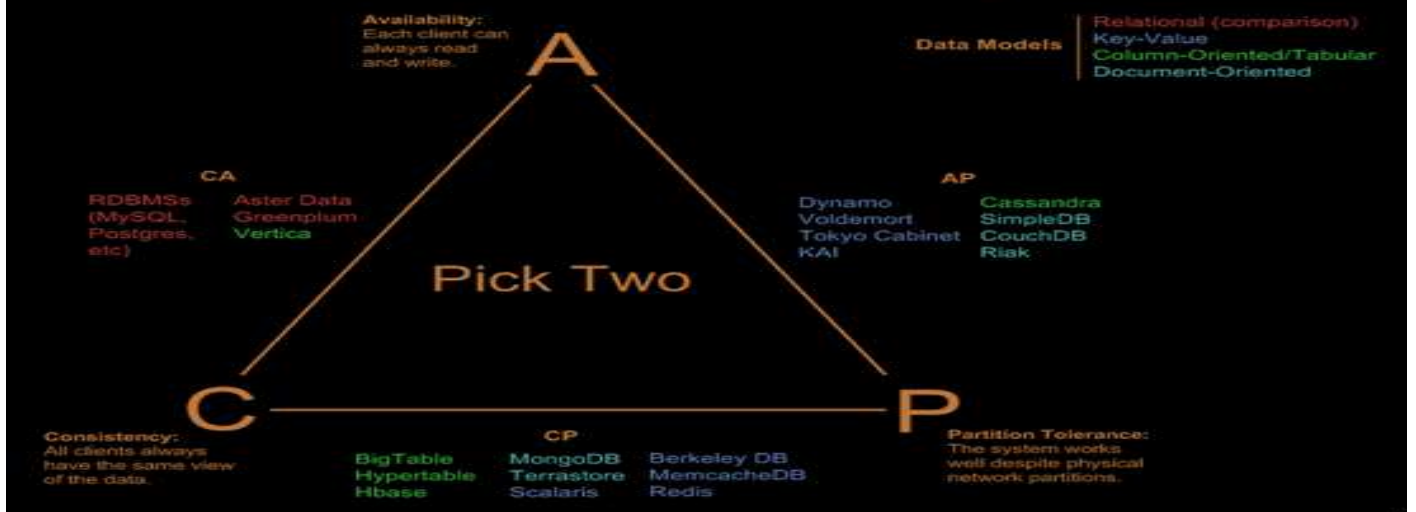 Availability:
Each client can
always read
and write.
A
Data Models
Relational (comparison)
Key-Value
Column-Oriented/Tabular
Document-Oriented
CA
RDBMSs
(MySQL,
Postgres,
etc)
Aster Data
Greenplum
Vertica
AP
Dynamo
Voldemort
Tokyo Cabinet
KAI
Cassandra
SimpleDB
CouchDB
Riak
Pick Two
C
P
Consistency:
All clients always
have the same view
of the data.
CP
BigTable
Hypertable
Hbase
MongoDB
Terrastore
Scalaris
Berkeley DB
MemcacheDB
Redis
Partition Tolerance:
The system works
well despite physical
network partitions.